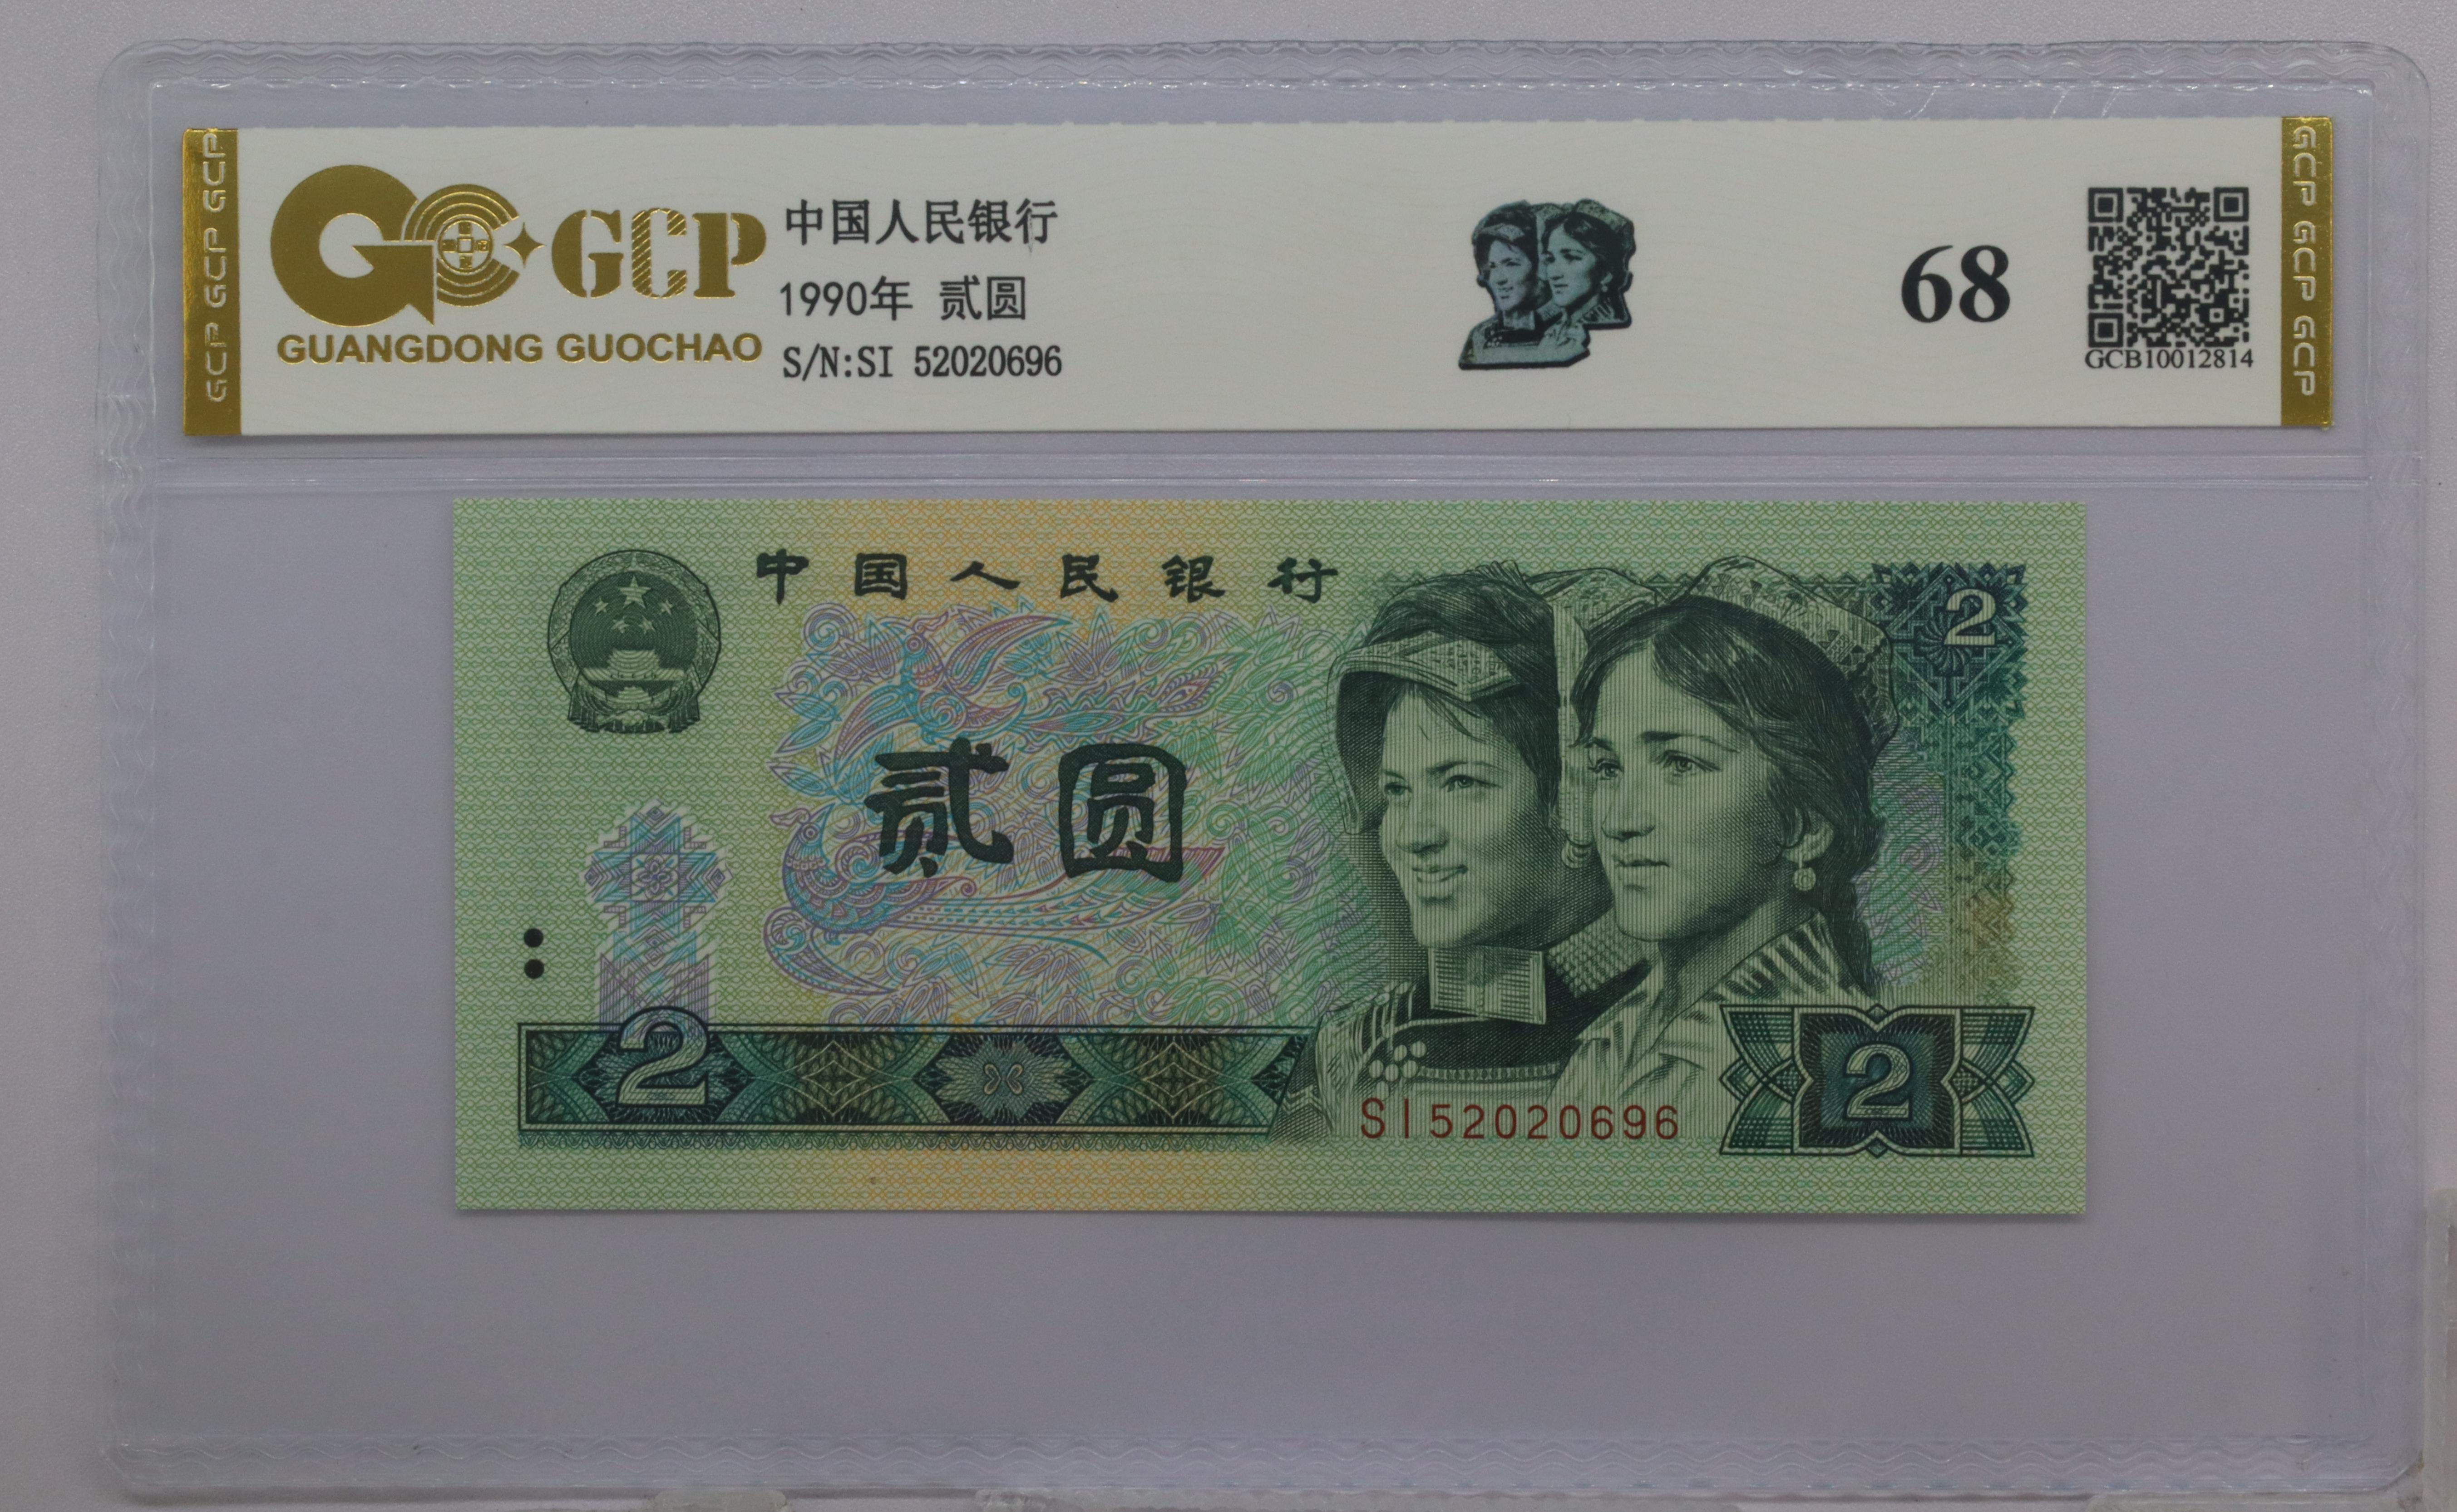 GCP GCP GCP
GCP
GUANGDONG GUOCHAO
中国人民银行
1990年 贰圆
S/N:SI 52020696
68
GCB10012814
GCP GCP GCP
中国人民银行
2
贰圆
2
SI52020696
2